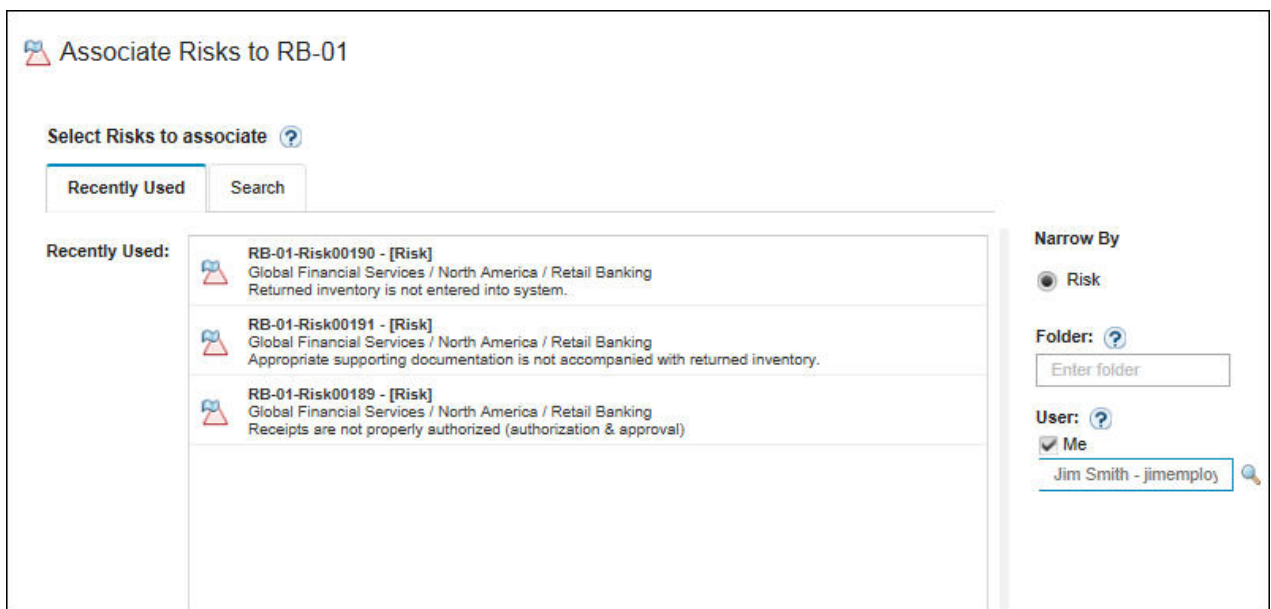 Associate Risks to RB-01
Select Risks to associate ?
Recently Used Search
Recently Used:
RB-01-Risk00190 - [Risk]
Global Financial Services / North America / Retail Banking
Returned inventory is not entered into system.
RB-01-Risk00191 - [Risk]
Global Financial Services / North America / Retail Banking
Appropriate supporting documentation is not accompanied with returned inventory.
RB-01-Risk00189 - [Risk]
Global Financial Services / North America / Retail Banking
Receipts are not properly authorized (authorization & approval)
Narrow By
Risk
Folder: ?
Enter folder
User: ?
Me
Jim Smith - jimemploy